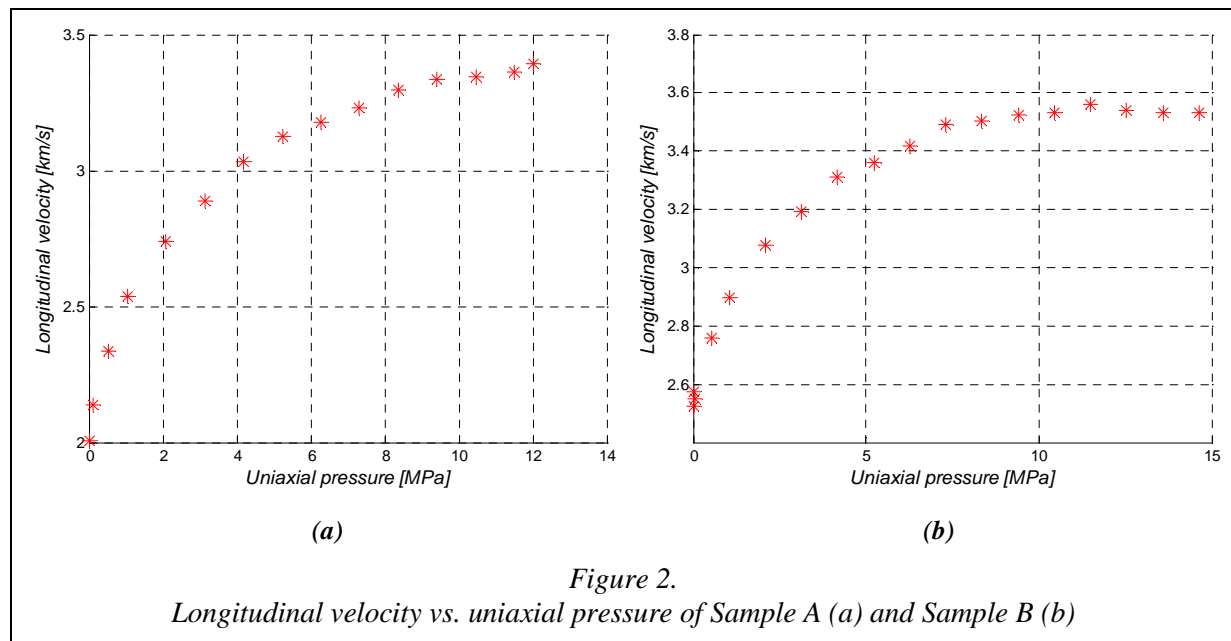 3.5
3
2.5
2
0
2
4
6
8
10
12
14
Longitudinal velocity [km/s]
Uniaxial pressure [MPa]
(a)
3.8
3.6
3.4
3.2
3
2.8
2.6
0
5
10
15
Longitudinal velocity [km/s]
Uniaxial pressure [MPa]
(b)
Figure 2.
Longitudinal velocity vs. uniaxial pressure of Sample A (a) and Sample B (b)